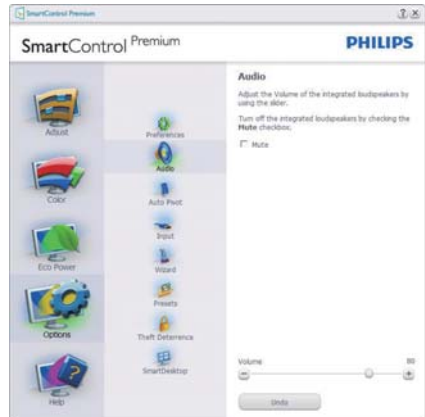 SmartControl Premium
SmartControl Premium
PHILIPS
Adjust
Color
Eco Power
Options
Help
Preferences
Audio
Auto Pivot
Input
Wizard
Presets
Theft Deterrence
SmartDesktop
Audio
Adjust the Volume of the integrated loudspeakers by
using the slider.
Turn off the integrated loudspeakers by checking the
Mute checkbox.
Mute
Volume 80
Undo